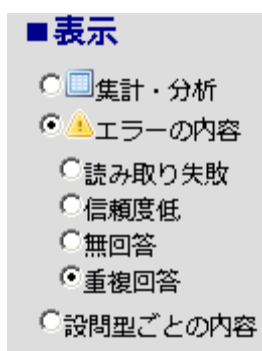 ■表示
集計・分析
エラーの内容
読み取り失敗
信頼度低
無回答
重複回答
設問型ごとの内容